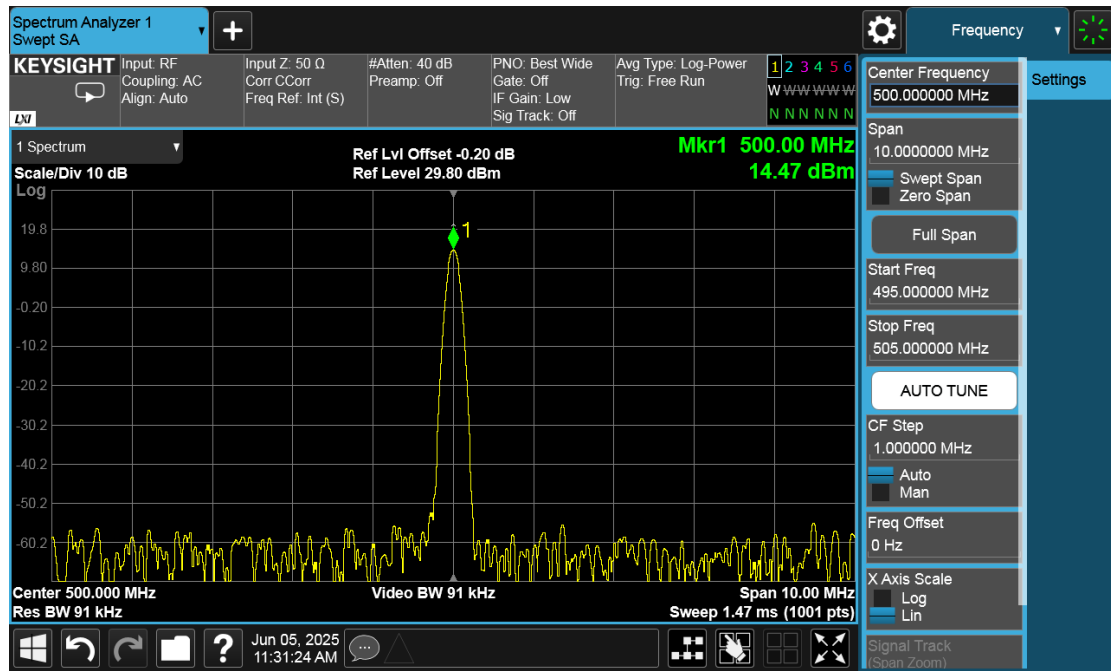 Spectrum Analyzer 1
Swept SA
+
Frequency
KEYSIGHT
LXI
Input: RF
Coupling: AC
Align: Auto
Input Z: 50 Ω
Corr CCorr
Freq Ref: Int (S)
#Atten: 40 dB
Preamp: Off
PNO: Best Wide
Gate: Off
IF Gain: Low
Sig Track: Off
Avg Type: Log-Power
Trig: Free Run
1 2 3 4 5 6
W W W W W W
N N N N N N
1 Spectrum
Scale/Div 10 dB
Log
Ref Lvl Offset -0.20 dB
Ref Level 29.80 dBm
Mkr1 500.00 MHz
14.47 dBm
1
19.8
9.80
-0.20
-10.2
-20.2
-30.2
-40.2
-50.2
-60.2
Center 500.000 MHz
Res BW 91 kHz
Video BW 91 kHz
Span 10.00 MHz
Sweep 1.47 ms (1001 pts)
Center Frequency
500.000000 MHz
Settings
Span
10.0000000 MHz
Swept Span
Zero Span
Full Span
Start Freq
495.000000 MHz
Stop Freq
505.000000 MHz
AUTO TUNE
CF Step
1.000000 MHz
Auto
Man
Freq Offset
0 Hz
X Axis Scale
Log
Lin
Signal Track
(Span Zoom)
?
Jun 05, 2025
11:31:24 AM